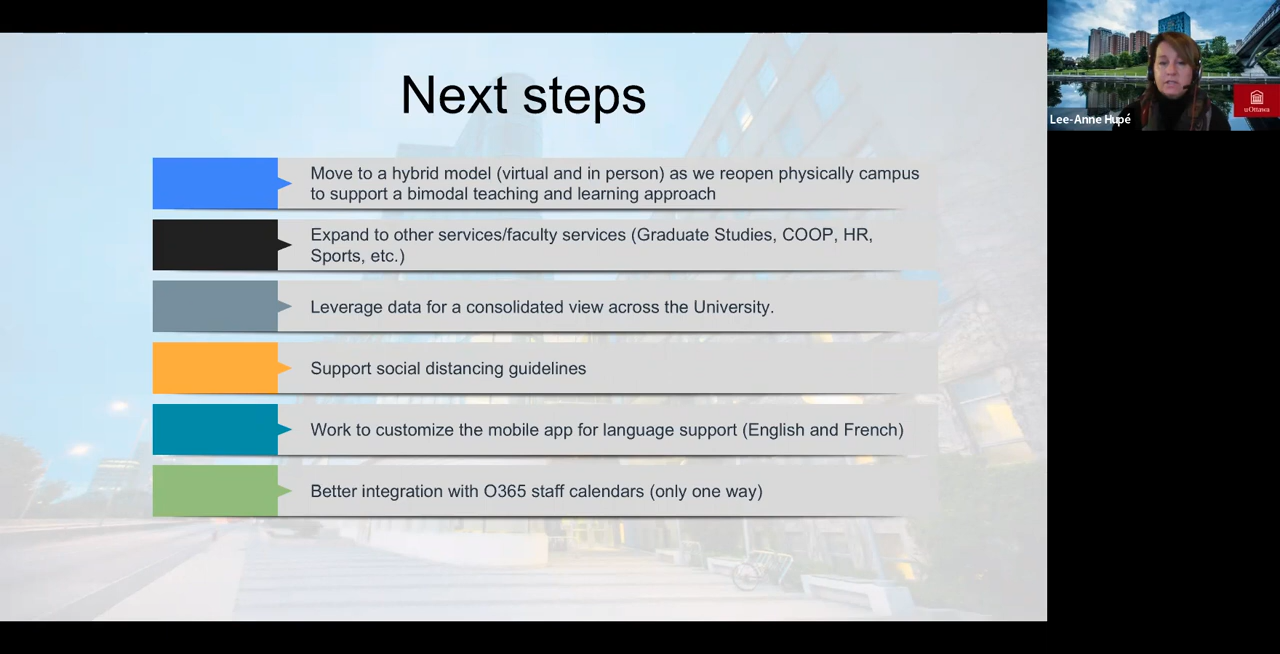 Next steps
Move to a hybrid model (virtual and in person) as we reopen physically campus
to support a bimodal teaching and learning approach
Expand to other services/faculty services (Graduate Studies, COOP, HR,
Sports, etc.)
Leverage data for a consolidated view across the University.
Support social distancing guidelines
Work to customize the mobile app for language support (English and French)
Better integration with O365 staff calendars (only one way)
uOttawa
Lee-Anne Hupé